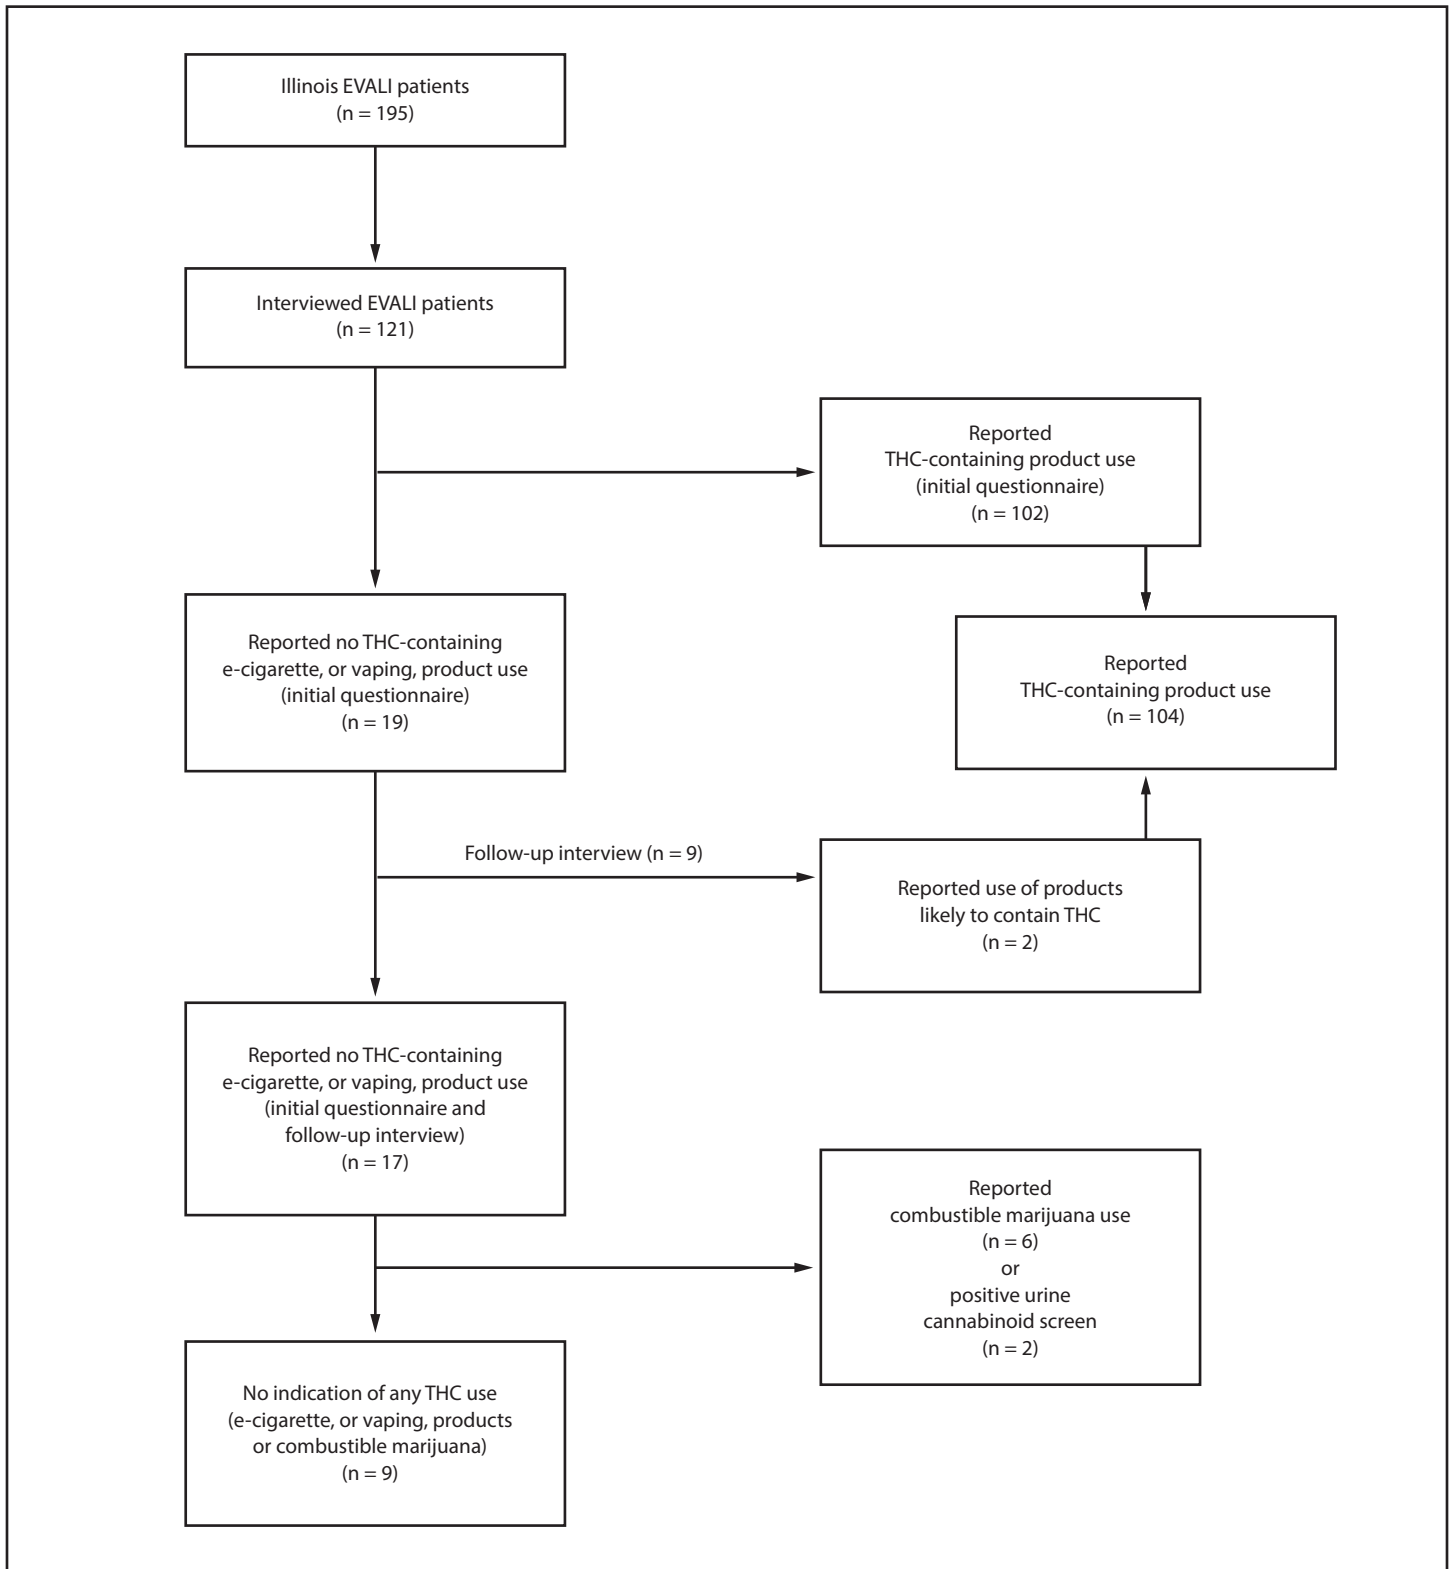 Illinois EVALI patients
(n = 195)
Interviewed EVALI patients
(n = 121)
Reported
THC-containing product use
(initial questionnaire)
(n = 102)
Reported no THC-containing
e-cigarette, or vaping, product use
(initial questionnaire)
(n = 19)
Reported
THC-containing product use
(n = 104)
Follow-up interview (n = 9)
Reported use of products
likely to contain THC
(n = 2)
Reported no THC-containing
e-cigarette, or vaping, product use
(initial questionnaire and
follow-up interview)
(n = 17)
Reported
combustible marijuana use
(n = 6)
or
positive urine
cannabinoid screen
(n = 2)
No indication of any THC use
(e-cigarette, or vaping, products
or combustible marijuana)
(n = 9)